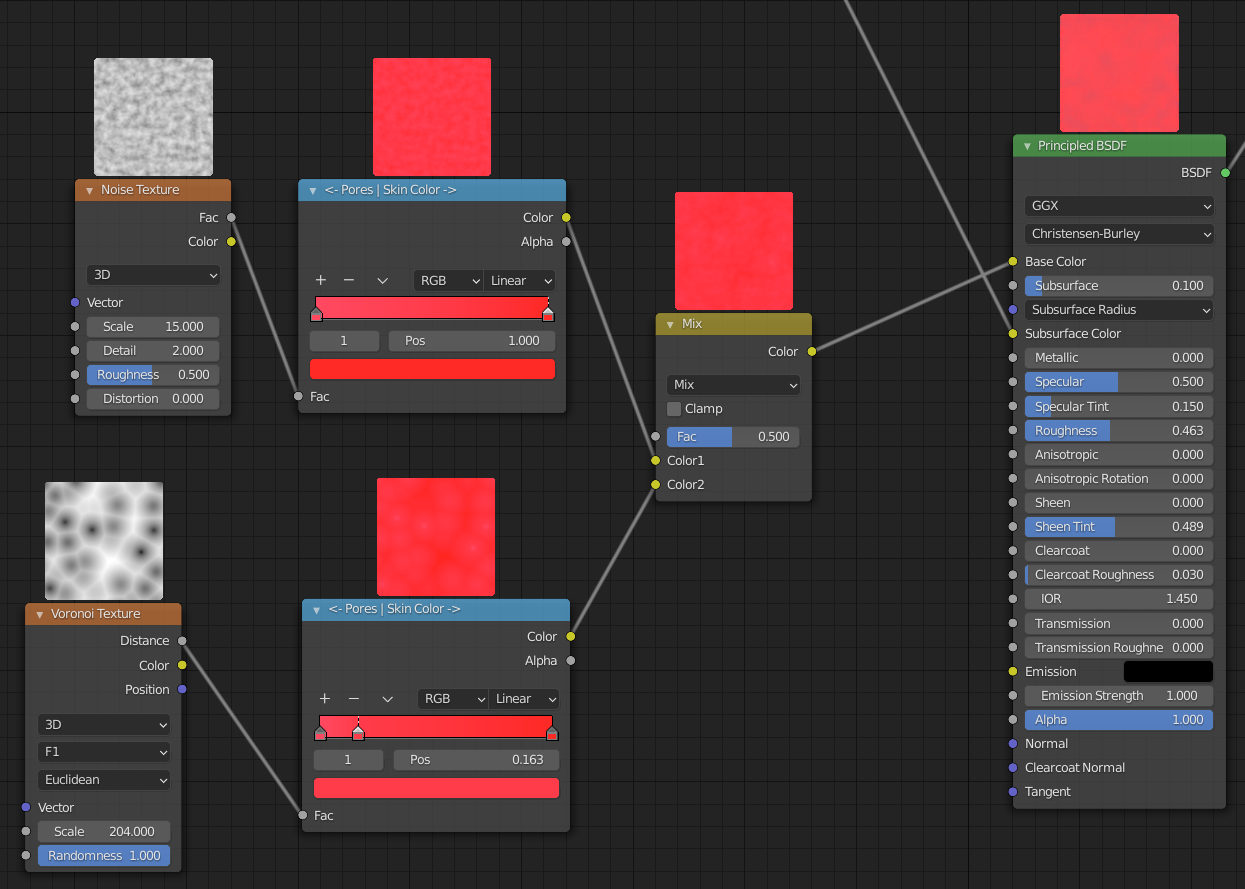 Noise Texture
Fac
Color
3D
Vector
Scale 15.000
Detail 2.000
Roughness 0.500
Distortion 0.000
<- Pores | Skin Color ->
Color
Alpha
+ − RGB Linear
1 Pos 1.000
Fac
Voronoi Texture
Distance
Color
Position
3D
F1
Euclidean
Vector
Scale 204.000
Randomness 1.000
<- Pores | Skin Color ->
Color
Alpha
+ − RGB Linear
1 Pos 0.163
Fac
Mix
Color
Mix
Clamp
Fac 0.500
Color1
Color2
Principled BSDF
BSDF
GGX
Christensen-Burley
Base Color
Subsurface 0.100
Subsurface Radius
Subsurface Color
Metallic 0.000
Specular 0.500
Specular Tint 0.150
Roughness 0.463
Anisotropic 0.000
Anisotropic Rotation 0.000
Sheen 0.000
Sheen Tint 0.489
Clearcoat 0.000
Clearcoat Roughness 0.030
IOR 1.450
Transmission 0.000
Transmission Roughne 0.000
Emission
Emission Strength 1.000
Alpha 1.000
Normal
Clearcoat Normal
Tangent